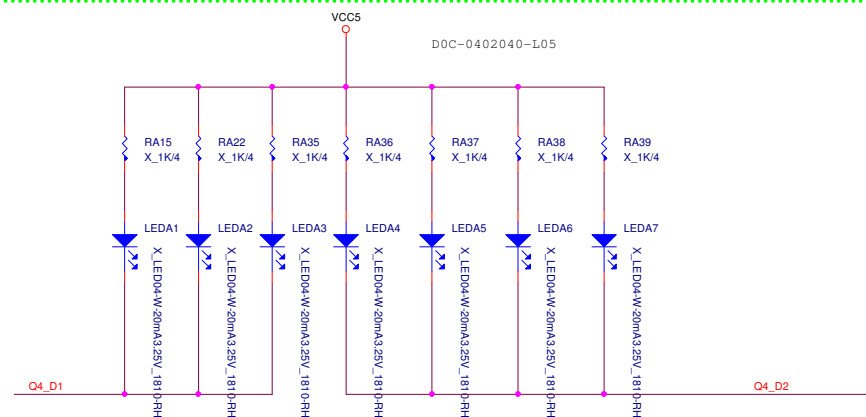 VCC5
D0C-0402040-L05
RA15
X_1K/4
RA22
X_1K/4
RA35
X_1K/4
RA36
X_1K/4
RA37
X_1K/4
RA38
X_1K/4
RA39
X_1K/4
LEDA1
LEDA2
LEDA3
LEDA4
LEDA5
LEDA6
LEDA7
X_LED04-W-20mA3.25V_1810-RH
X_LED04-W-20mA3.25V_1810-RH
X_LED04-W-20mA3.25V_1810-RH
X_LED04-W-20mA3.25V_1810-RH
X_LED04-W-20mA3.25V_1810-RH
X_LED04-W-20mA3.25V_1810-RH
X_LED04-W-20mA3.25V_1810-RH
Q4_D1
Q4_D2